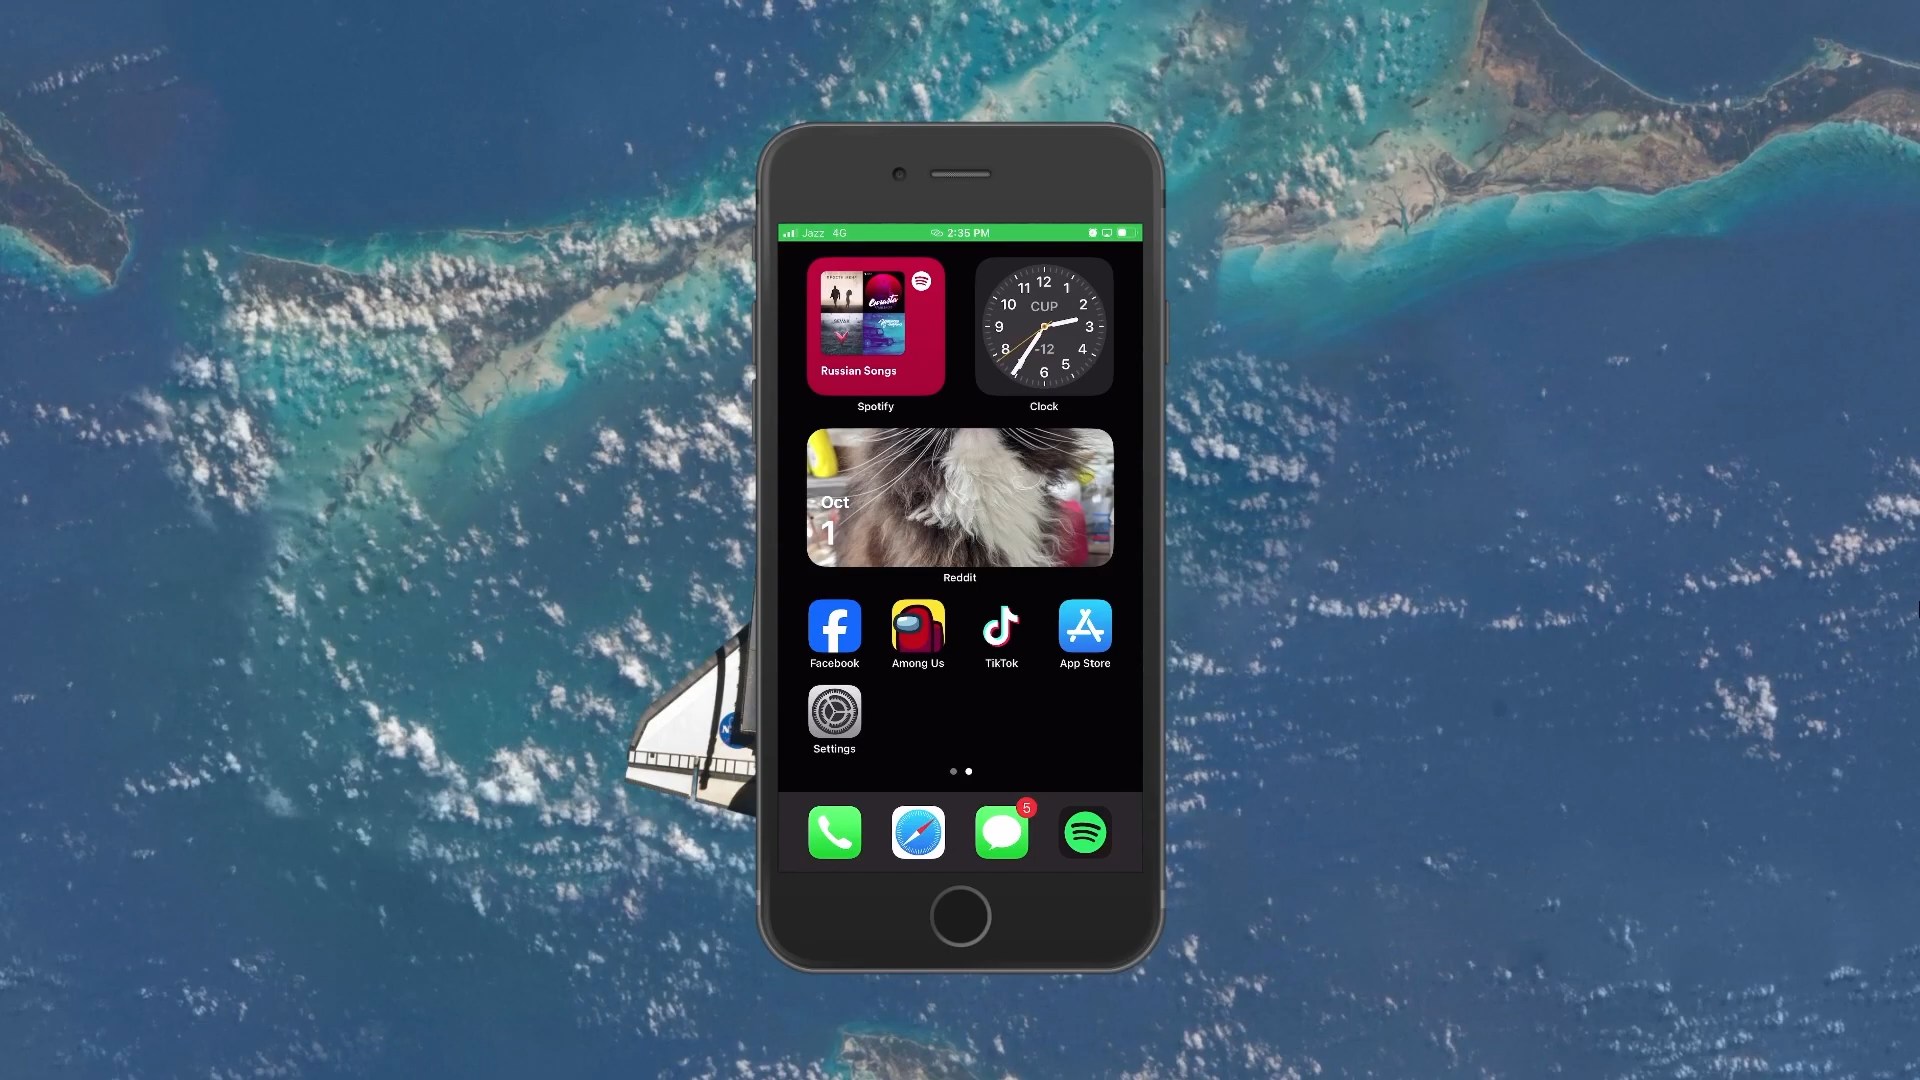 Jazz 4G
2:35 PM
Russian Songs
Spotify
12
11
1
10
CUP
2
9
3
8
-12
4
5
6
Clock
Oct
1
Reddit
Facebook
Among Us
TikTok
App Store
Settings
5